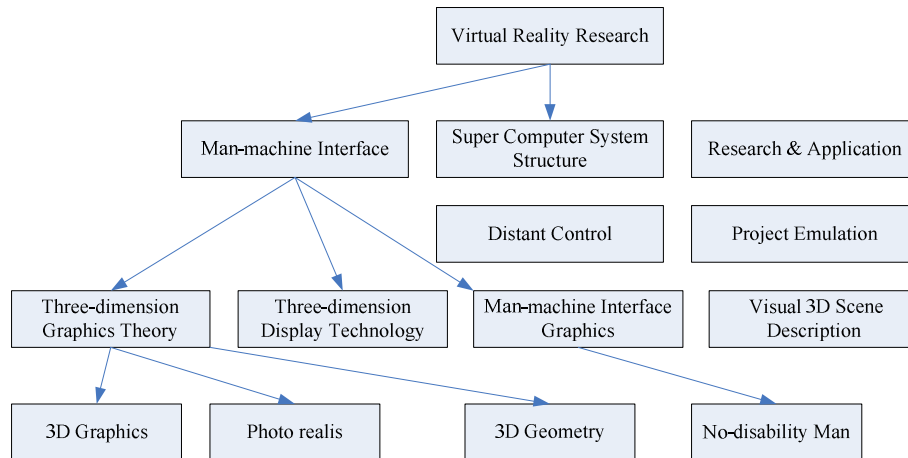 Virtual Reality Research
Man-machine Interface
Super Computer System
Structure
Research & Application
Distant Control
Project Emulation
Three-dimension
Graphics Theory
Three-dimension
Display Technology
Man-machine Interface
Graphics
Visual 3D Scene
Description
3D Graphics
Photo realis
3D Geometry
No-disability Man